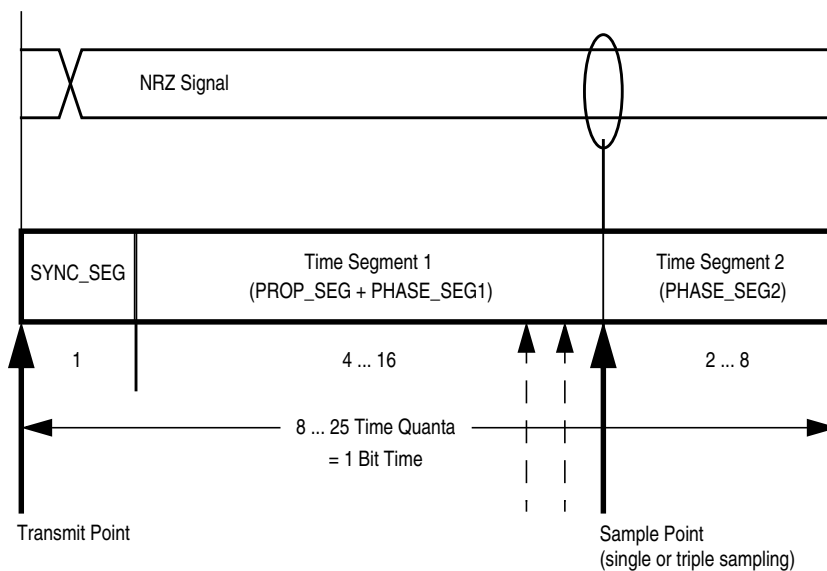 NRZ Signal
SYNC_SEG
Time Segment 1
(PROP_SEG + PHASE_SEG1)
Time Segment 2
(PHASE_SEG2)
1
4 ... 16
2 ... 8
8 ... 25 Time Quanta
= 1 Bit Time
Transmit Point
Sample Point
(single or triple sampling)